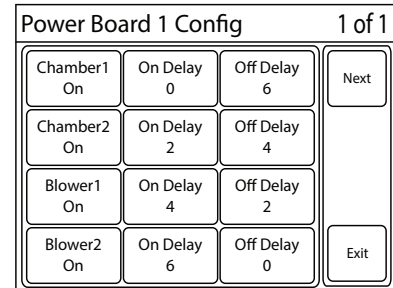 Power Board 1 Config 1 of 1
Chamber1 On Delay Off Delay Next
On 0 6
Chamber2 On Delay Off Delay
On 2 4
Blower1 On Delay Off Delay
On 4 2
Blower2 On Delay Off Delay Exit
On 6 0